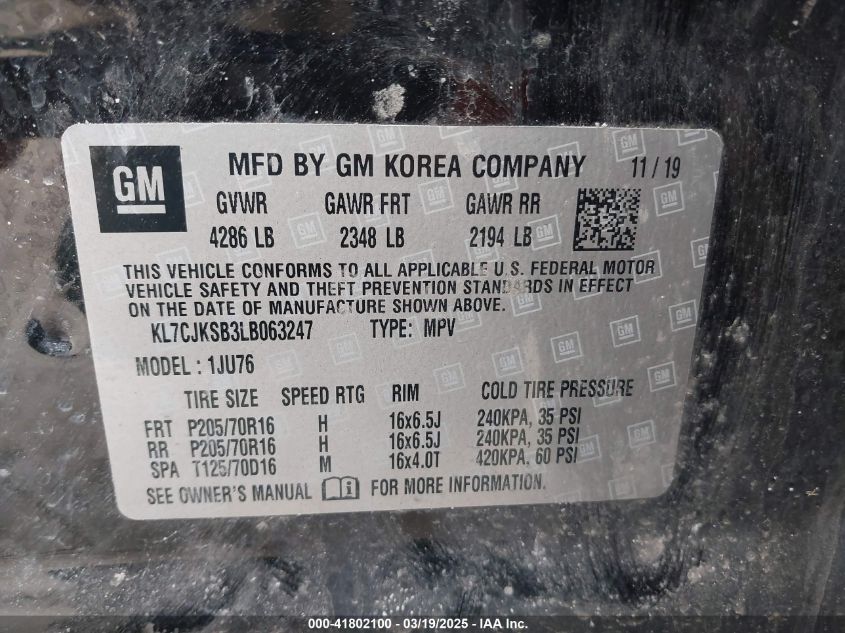 GM MFD BY GM KOREA COMPANY 11/19
GVWR GAWR FRT GAWR RR
4286 LB 2348 LB 2194 LB
THIS VEHICLE CONFORMS TO ALL APPLICABLE U.S. FEDERAL MOTOR
VEHICLE SAFETY AND THEFT PREVENTION STANDARDS IN EFFECT
ON THE DATE OF MANUFACTURE SHOWN ABOVE.
KL7CJKSB3LB063247 TYPE: MPV
MODEL : 1JU76
TIRE SIZE SPEED RTG RIM COLD TIRE PRESSURE
FRT P205/70R16 H 16x6.5J 240KPA, 35 PSI
RR P205/70R16 H 16x6.5J 240KPA, 35 PSI
SPA T125/70D16 M 16x4.0T 420KPA, 60 PSI
SEE OWNER'S MANUAL FOR MORE INFORMATION.
000-41802100 - 03/19/2025 - IAAI.COM